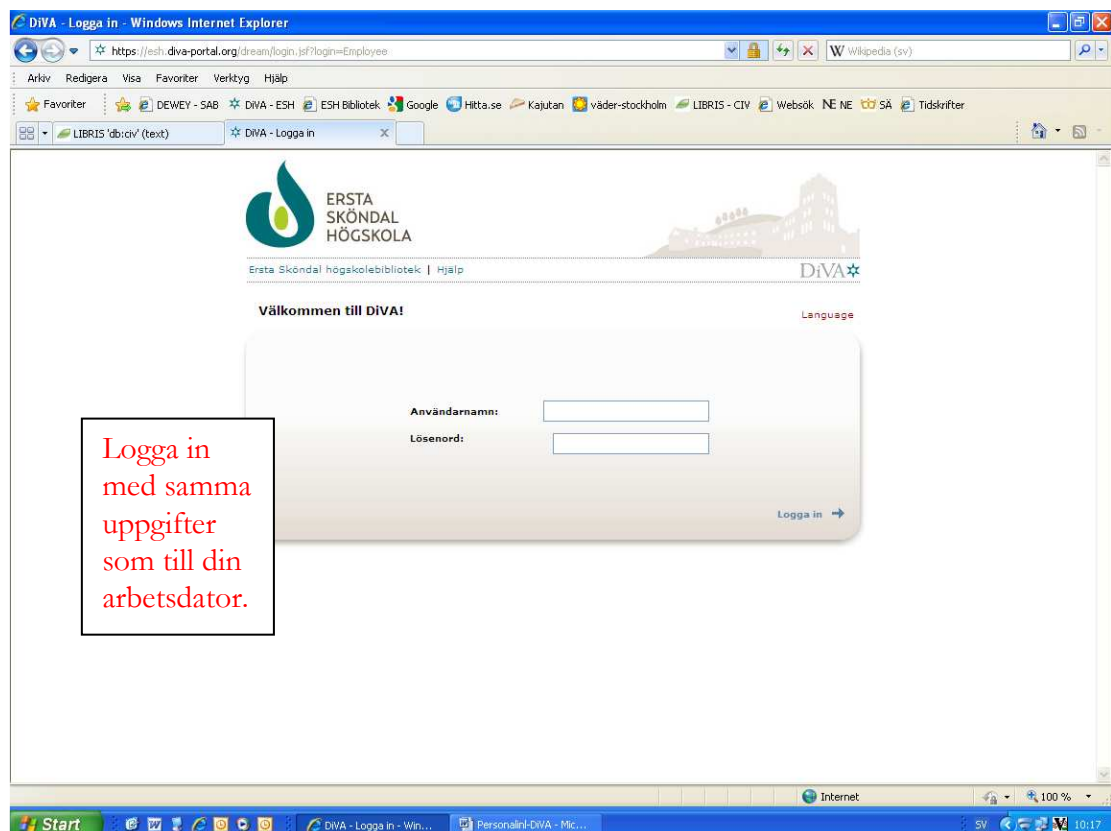 DiVA - Logga in - Windows Internet Explorer
https://esh.diva-portal.org/dream/login.jsf?login=Employee
W Wikipedia (sv)
Arkiv Redigera Visa Favoriter Verktyg Hjälp
Favoriter DEWEY - SAB DiVA - ESH ESH Bibliotek Google Hitta.se Kajutan väder-stockholm LIBRIS - CIV Websök NE NE SÄ Tidskrifter
LIBRIS 'db:civ' (text) DiVA - Logga in
ERSTA
SKÖNDAL
HÖGSKOLA
Ersta Sköndal högskolebibliotek | Hjälp DiVA
Välkommen till DiVA! Language
Användarnamn:
Lösenord:
Logga in
Logga in
med samma
uppgifter
som till din
arbetsdator.
Internet 100 %
Start DiVA - Logga in - Win... Personalinl-DiVA - Mic... SV 10:17